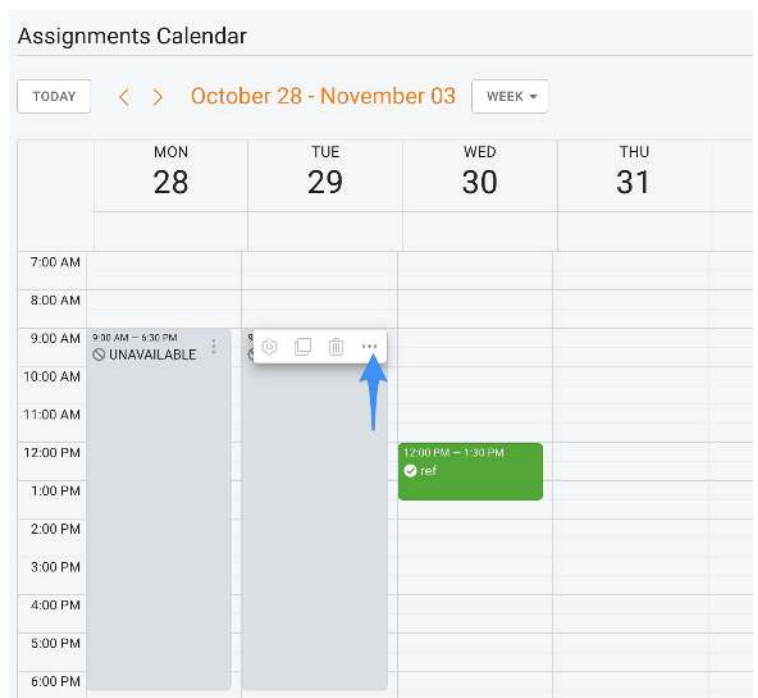 Assignments Calendar
TODAY < > October 28 - November 03 WEEK
MON TUE WED THU
28 29 30 31
7:00 AM
8:00 AM
9:00 AM 9:00 AM — 6:30 PM
UNAVAILABLE
10:00 AM
11:00 AM
12:00 PM 12:00 PM — 1:30 PM
ref
1:00 PM
2:00 PM
3:00 PM
4:00 PM
5:00 PM
6:00 PM